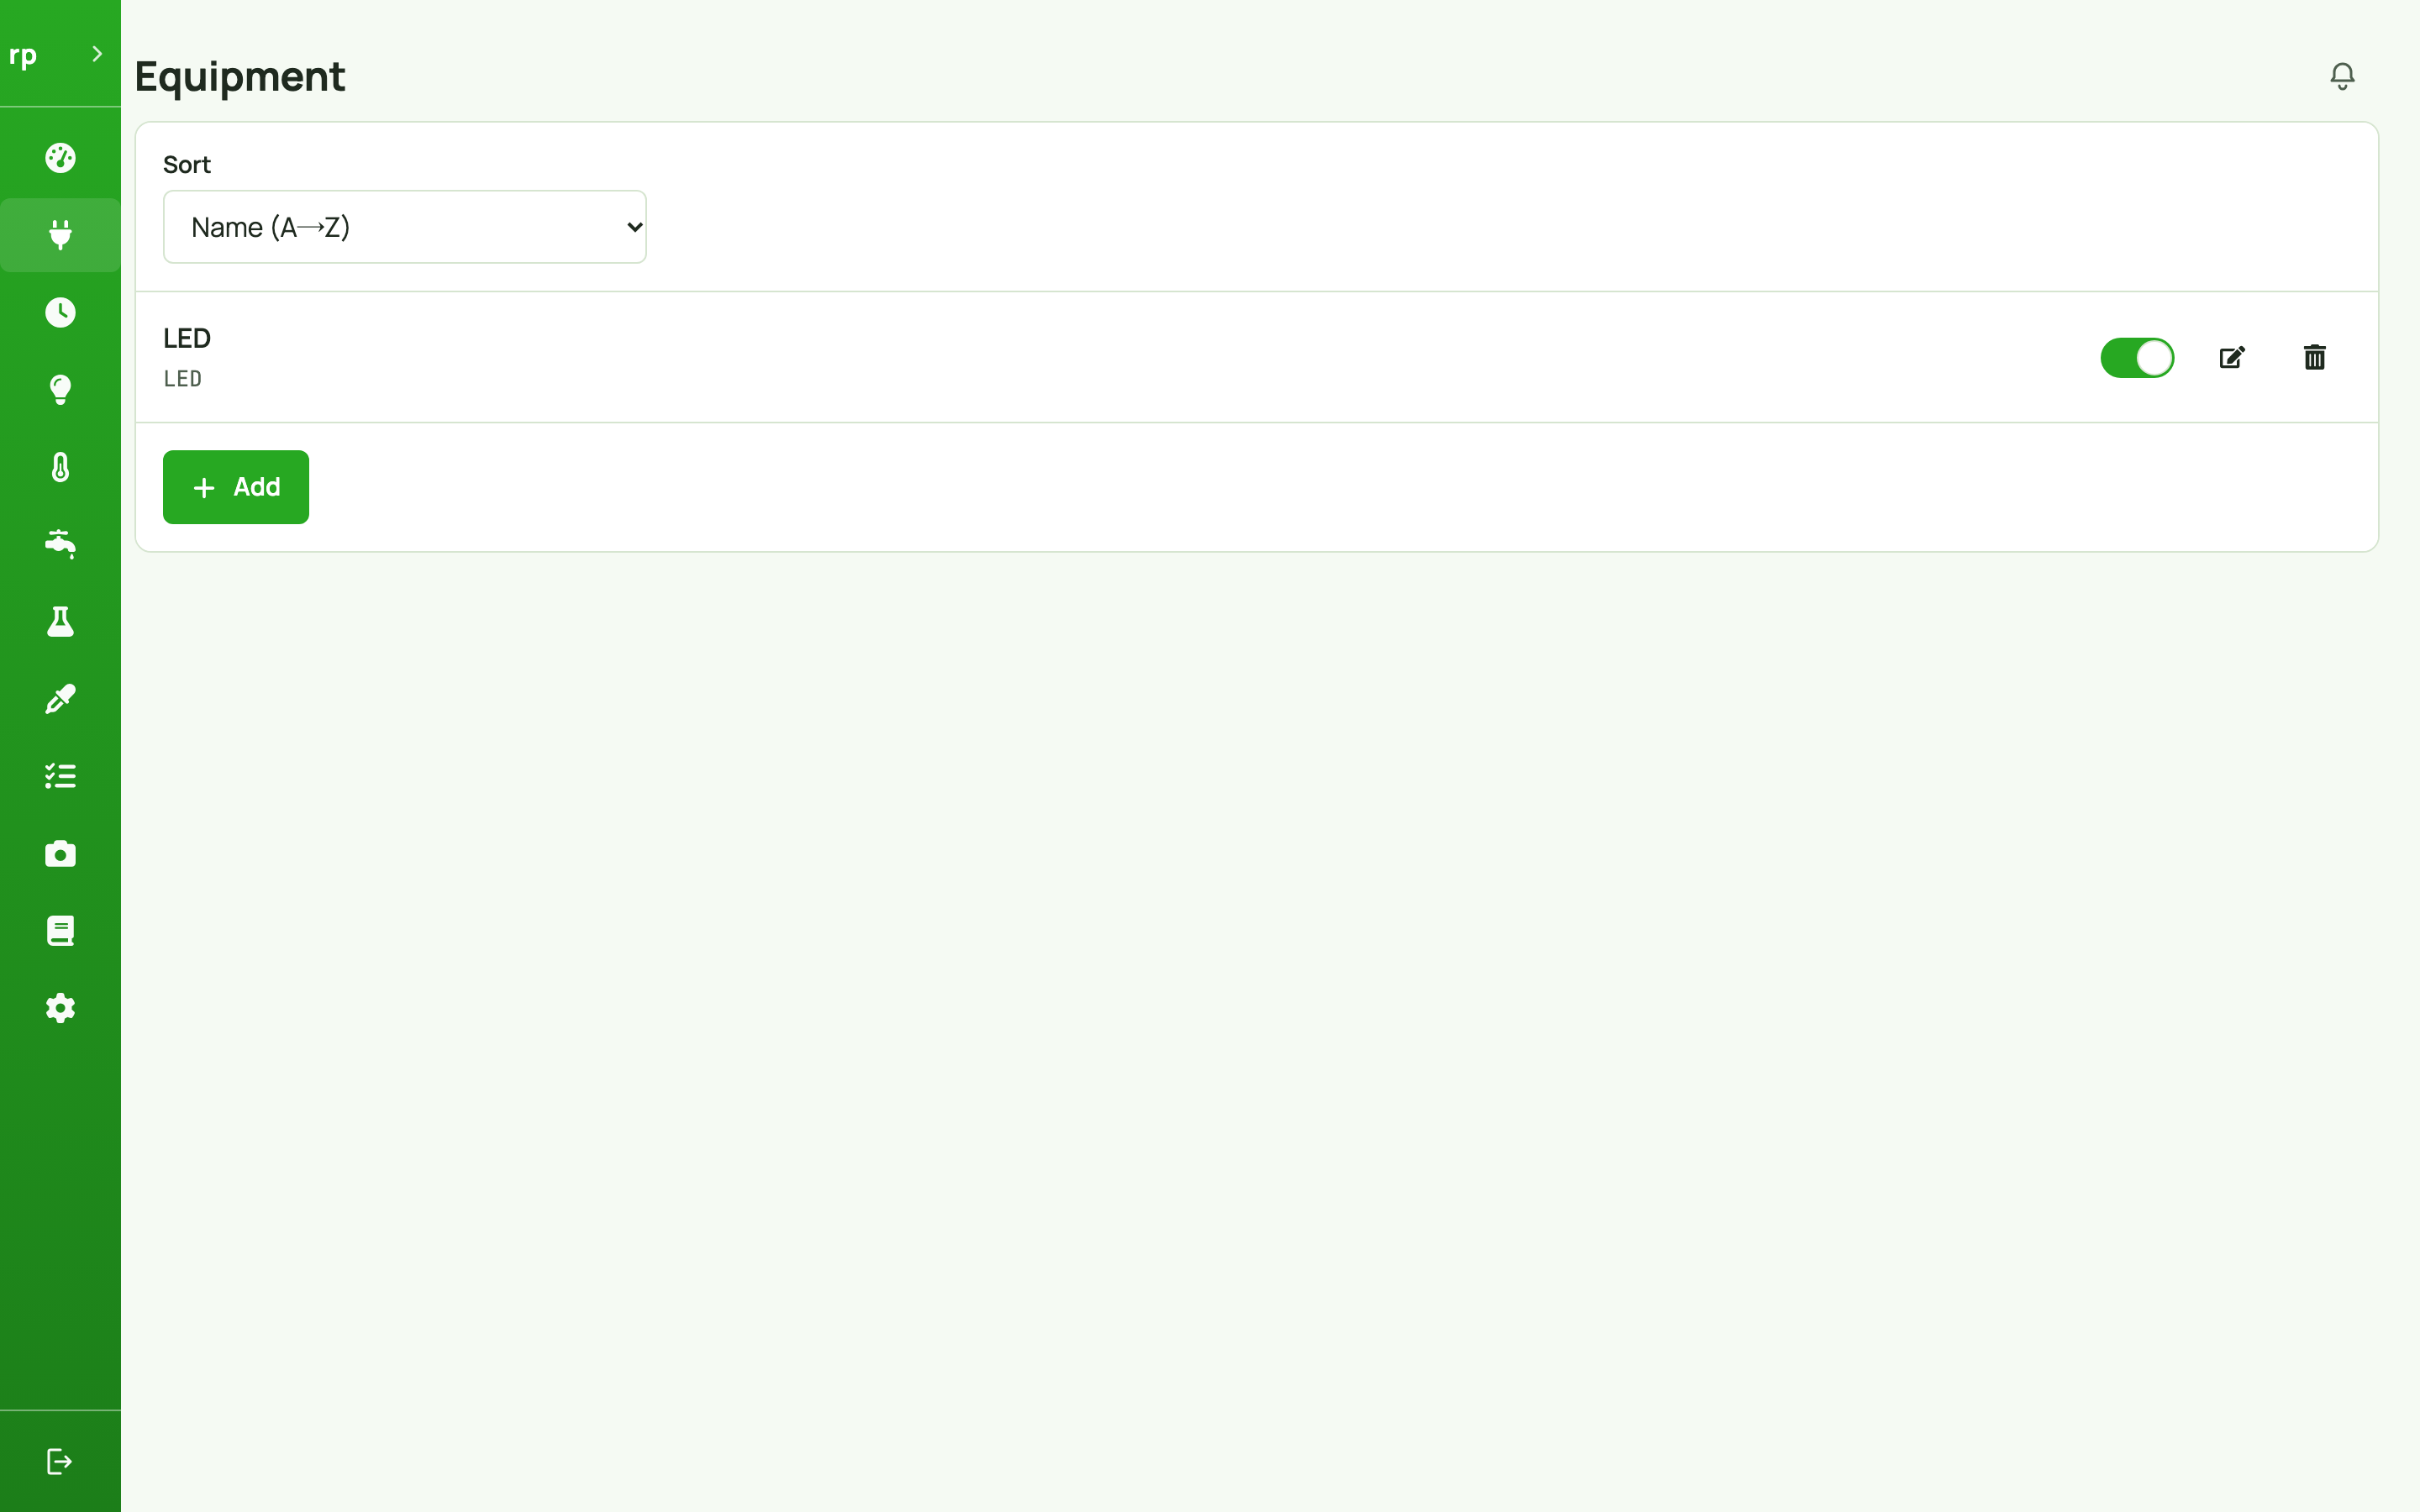 rp
Equipment
Sort
Name (A→Z)
LED
LED
Add